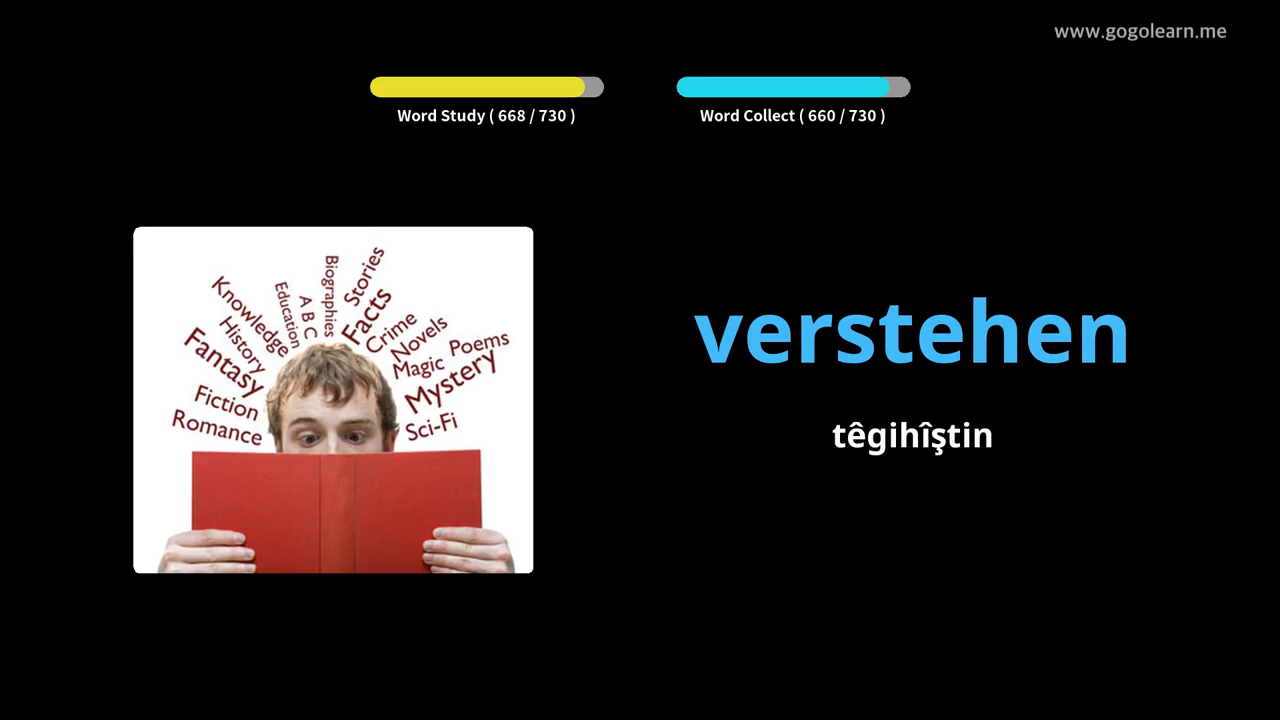 www.gogolearn.me
Word Study ( 668 / 730 )
Word Collect ( 660 / 730 )
verstehen
têgihîştin
Knowledge
History
Fantasy
Fiction
Romance
Education
A B C
Biographies
Stories
Facts
Crime
Novels
Magic
Poems
Mystery
Sci-Fi